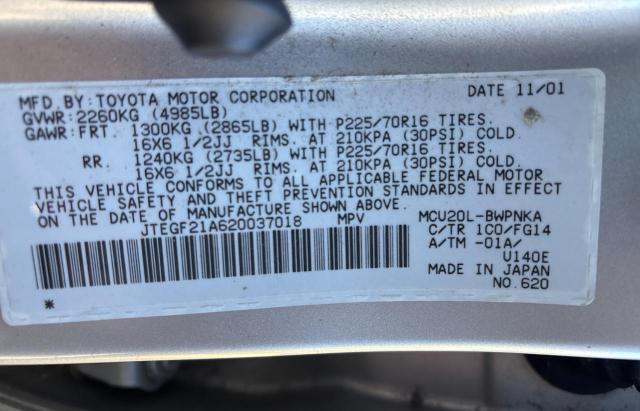 MFD.BY:TOYOTA MOTOR CORPORATION DATE 11/01
GVWR:2260KG (4985LB)
GAWR:FRT. 1300KG (2865LB) WITH P225/70R16 TIRES.
16X6 1/2JJ RIMS. AT 210KPA (30PSI) COLD.
RR. 1240KG (2735LB) WITH P225/70R16 TIRES.
16X6 1/2JJ RIMS. AT 210KPA (30PSI) COLD.
THIS VEHICLE CONFORMS TO ALL APPLICABLE FEDERAL MOTOR
VEHICLE SAFETY AND THEFT PREVENTION STANDARDS IN EFFECT
ON THE DATE OF MANUFACTURE SHOWN ABOVE.
JTEGF21A620037018 MPV MCU20L-BWPNKA
C/TR 1C0/FG14
A/TM -01A/
U140E
MADE IN JAPAN
* NO.620